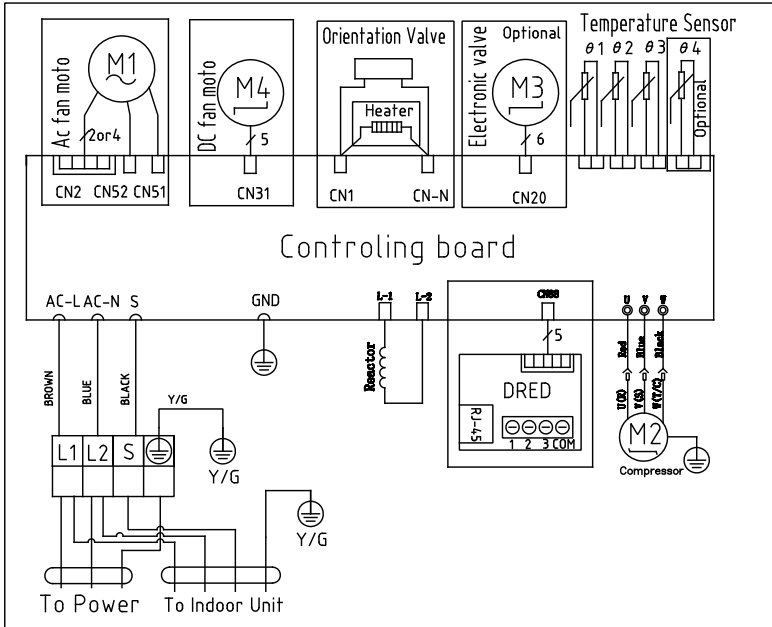 Ac fan moto
M1
2or4
CN2 CN52 CN51
DC fan moto
M4
5
CN31
Orientation Valve
Heater
CN1 CN-N
Electronic valve
Optional
M3
6
CN20
Temperature Sensor
θ1 θ2 θ3 θ4
Optional
Controling board
AC-L AC-N S
GND
L-1 L-2
Reactor
5
DRED
RJ-45
1 2 3 COM
U V W
Red Blue Black
U(R) V(S) W(T/C)
M2
Compressor
BROWN BLUE BLACK
Y/G
L1 L2 S
Y/G
Y/G
To Power To Indoor Unit